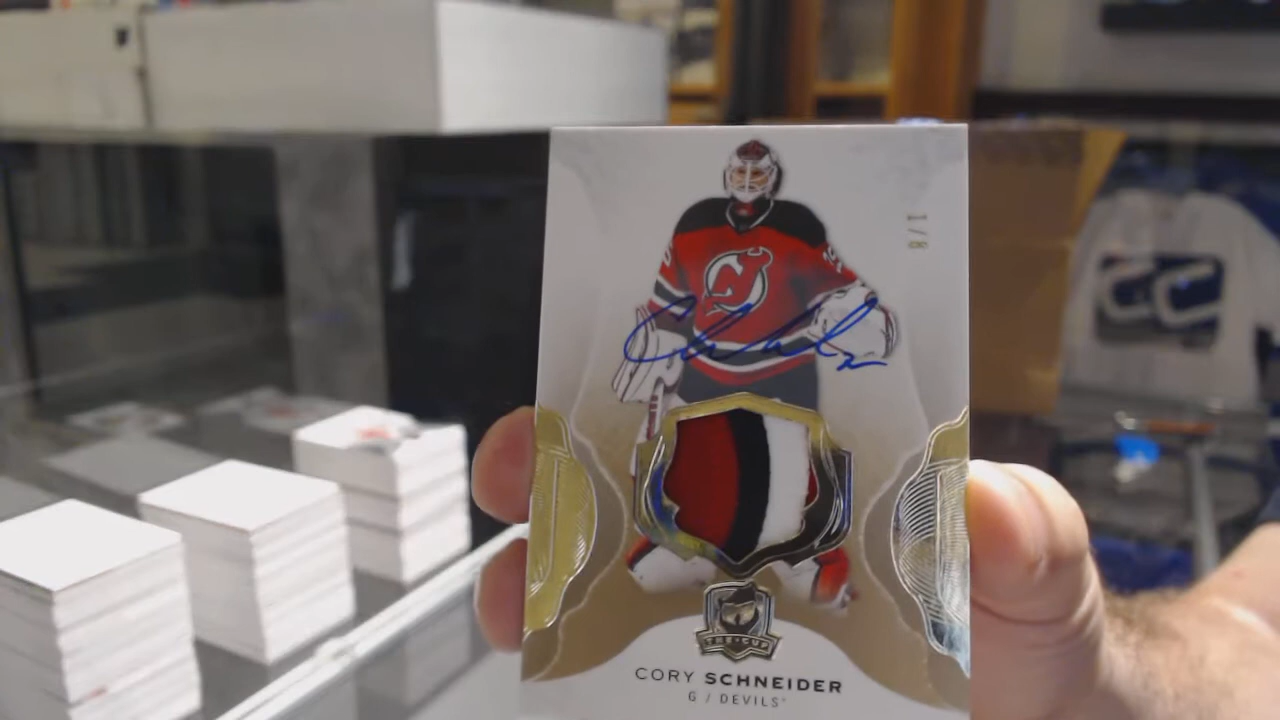 1/8
THE CUP
CORY SCHNEIDER
G / DEVILS'